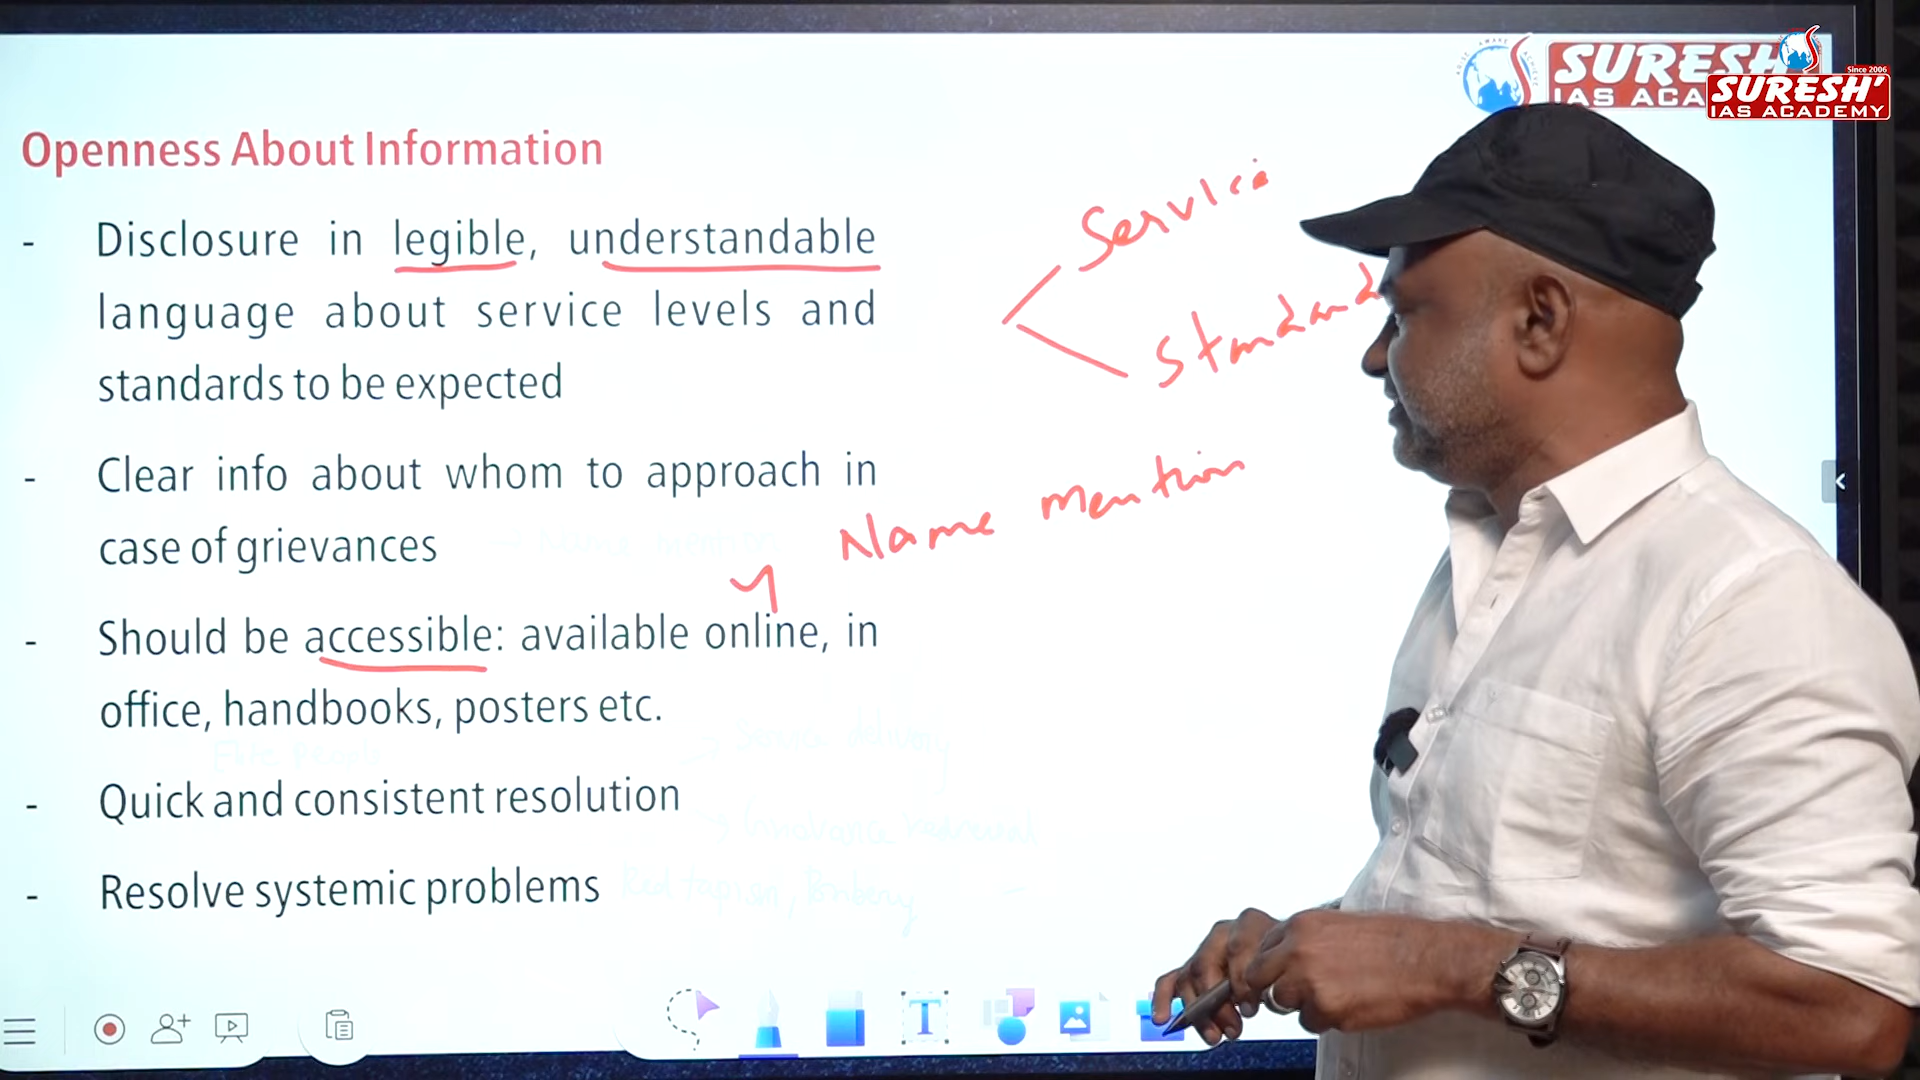 SURESH'
IAS ACA
Since 2006
SURESH'
IAS ACADEMY
Openness About Information
- Disclosure in legible, understandable
language about service levels and
standards to be expected
Service
Standard
- Clear info about whom to approach in
case of grievances
Name mention
- Should be accessible: available online, in
office, handbooks, posters etc.
Service delivery
- Quick and consistent resolution
- Resolve systemic problems
T